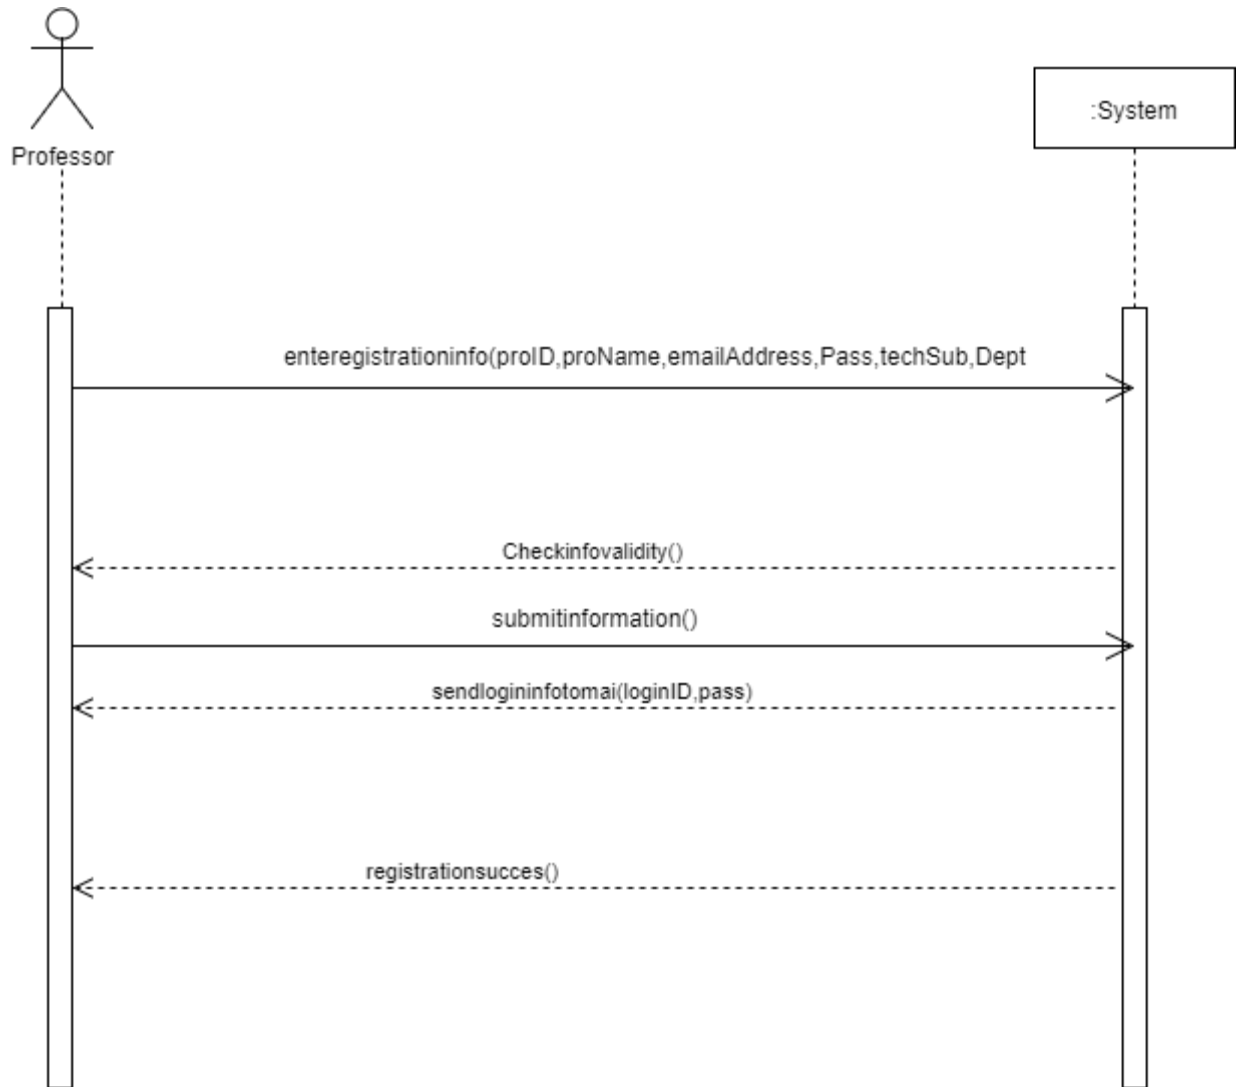 Professor
:System
enteregistrationinfo(proID,proName,emailAddress,Pass,techSub,Dept
Checkinfovalidity()
submitinformation()
sendlogininfotomai(loginID,pass)
registrationsucces()